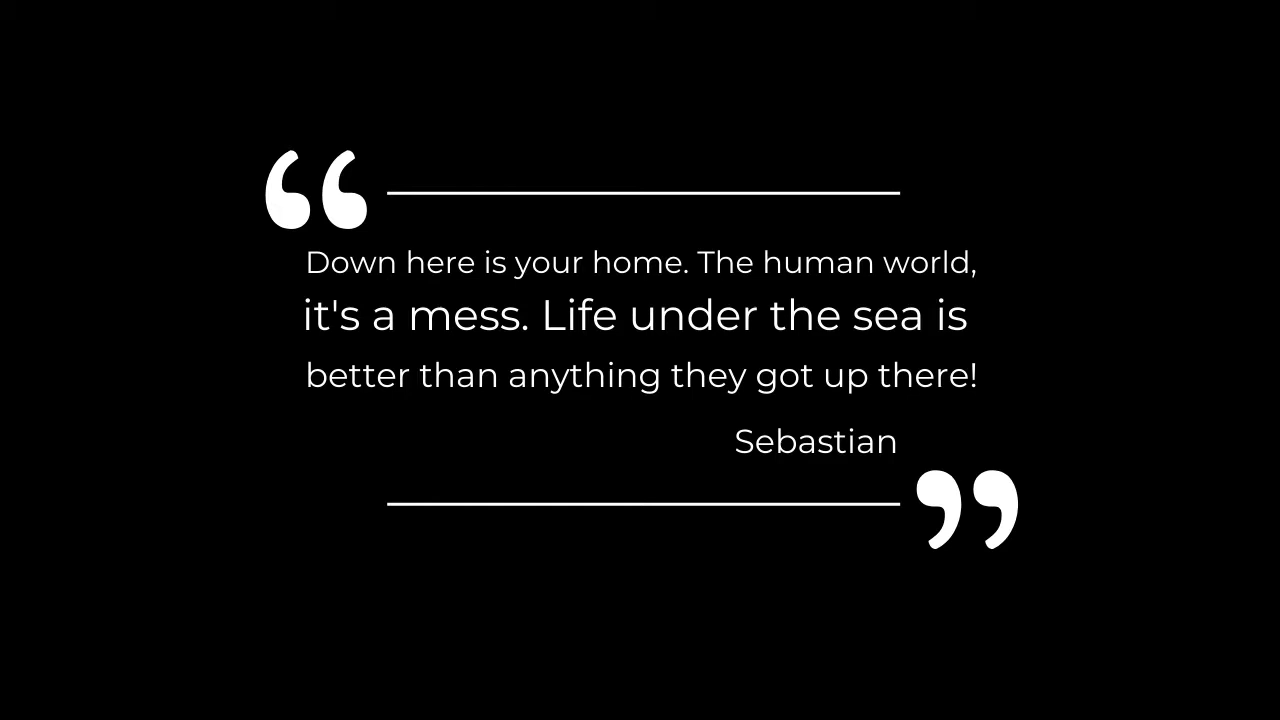 “
Down here is your home. The human world,
it's a mess. Life under the sea is
better than anything they got up there!
Sebastian
”